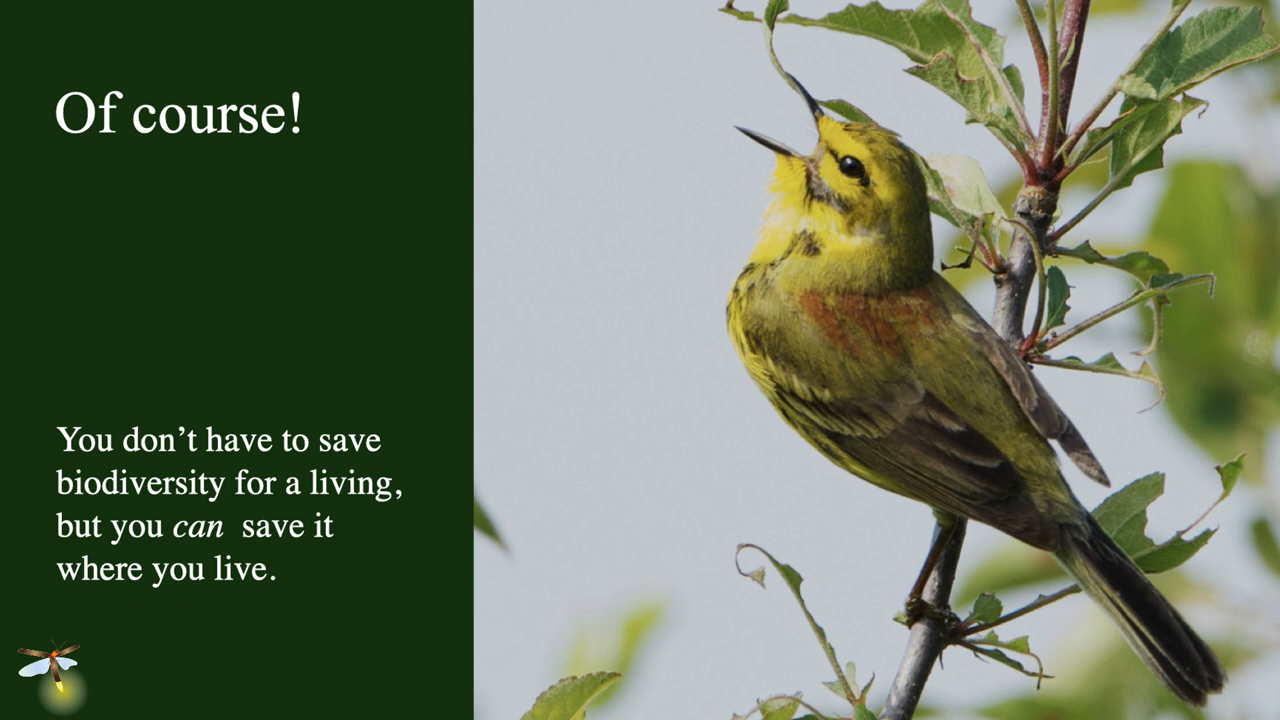 Of course!
You don’t have to save
biodiversity for a living,
but you can save it
where you live.